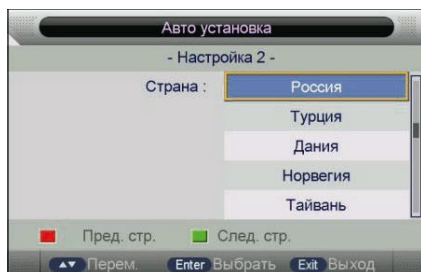 Авто установка
- Настройка 2 -
Страна : Россия
Турция
Дания
Норвегия
Тайвань
Пред. стр. След. стр.
Перем. Enter Выбрать Exit Выход